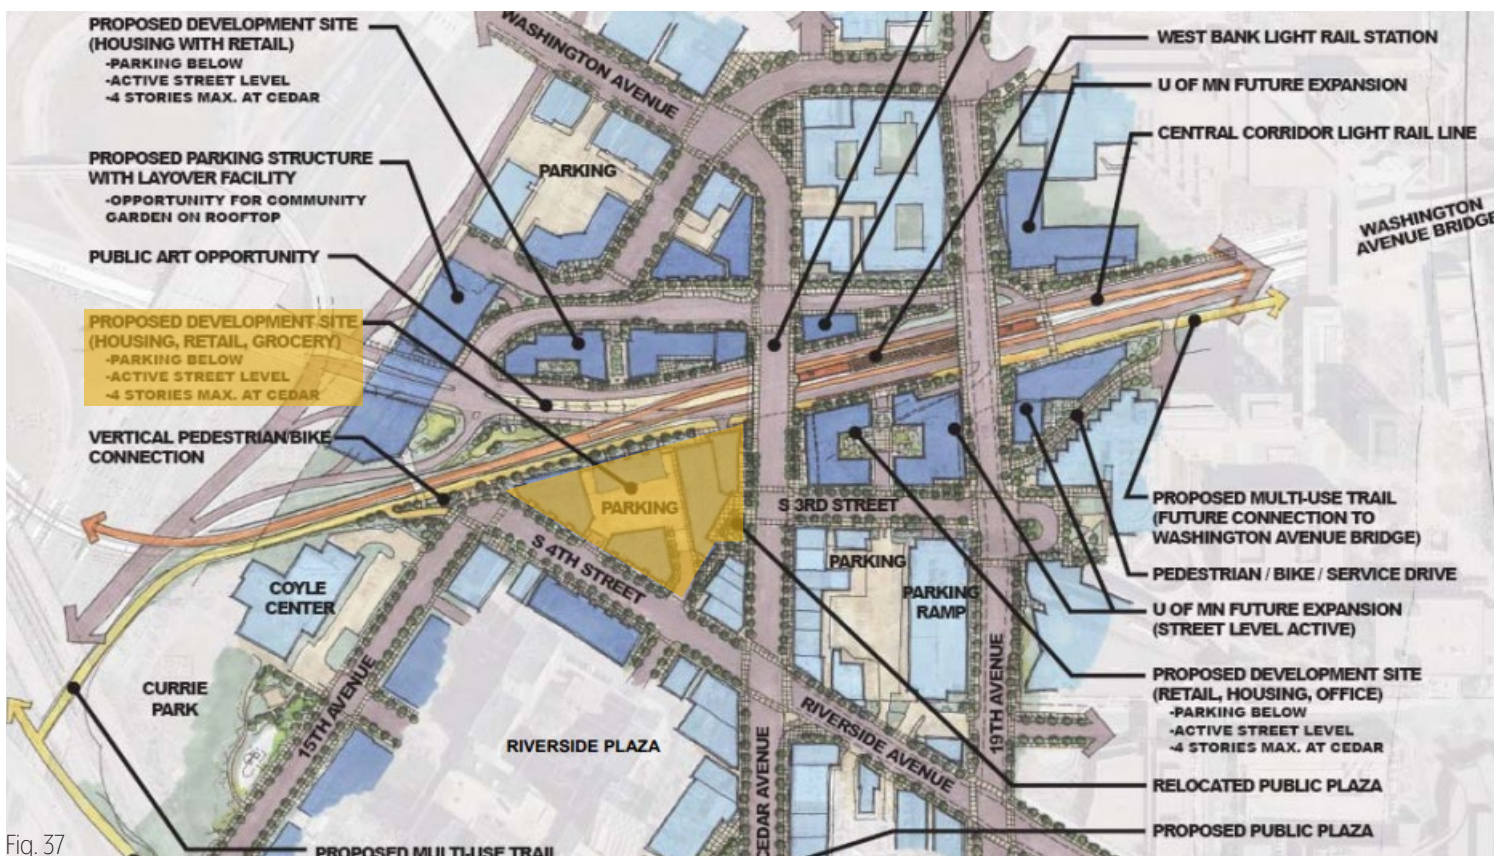 PROPOSED DEVELOPMENT SITE
(HOUSING WITH RETAIL)
-PARKING BELOW
-ACTIVE STREET LEVEL
-4 STORIES MAX. AT CEDAR
PROPOSED PARKING STRUCTURE
WITH LAYOVER FACILITY
-OPPORTUNITY FOR COMMUNITY
GARDEN ON ROOFTOP
PUBLIC ART OPPORTUNITY
PROPOSED DEVELOPMENT SITE
(HOUSING, RETAIL, GROCERY)
-PARKING BELOW
-ACTIVE STREET LEVEL
-4 STORIES MAX. AT CEDAR
VERTICAL PEDESTRIAN/BIKE
CONNECTION
WASHINGTON AVENUE
PARKING
PARKING
S 3RD STREET
S 4TH STREET
PARKING
PARKING
RAMP
COYLE
CENTER
CURRIE
PARK
15TH AVENUE
RIVERSIDE PLAZA
CEDAR AVENUE
RIVERSIDE AVENUE
19TH AVENUE
WEST BANK LIGHT RAIL STATION
U OF MN FUTURE EXPANSION
CENTRAL CORRIDOR LIGHT RAIL LINE
WASHINGTON
AVENUE BRIDGE
PROPOSED MULTI-USE TRAIL
(FUTURE CONNECTION TO
WASHINGTON AVENUE BRIDGE)
PEDESTRIAN / BIKE / SERVICE DRIVE
U OF MN FUTURE EXPANSION
(STREET LEVEL ACTIVE)
PROPOSED DEVELOPMENT SITE
(RETAIL, HOUSING, OFFICE)
-PARKING BELOW
-ACTIVE STREET LEVEL
-4 STORIES MAX. AT CEDAR
RELOCATED PUBLIC PLAZA
PROPOSED PUBLIC PLAZA
PROPOSED MULTI-USE TRAIL
Fig. 37